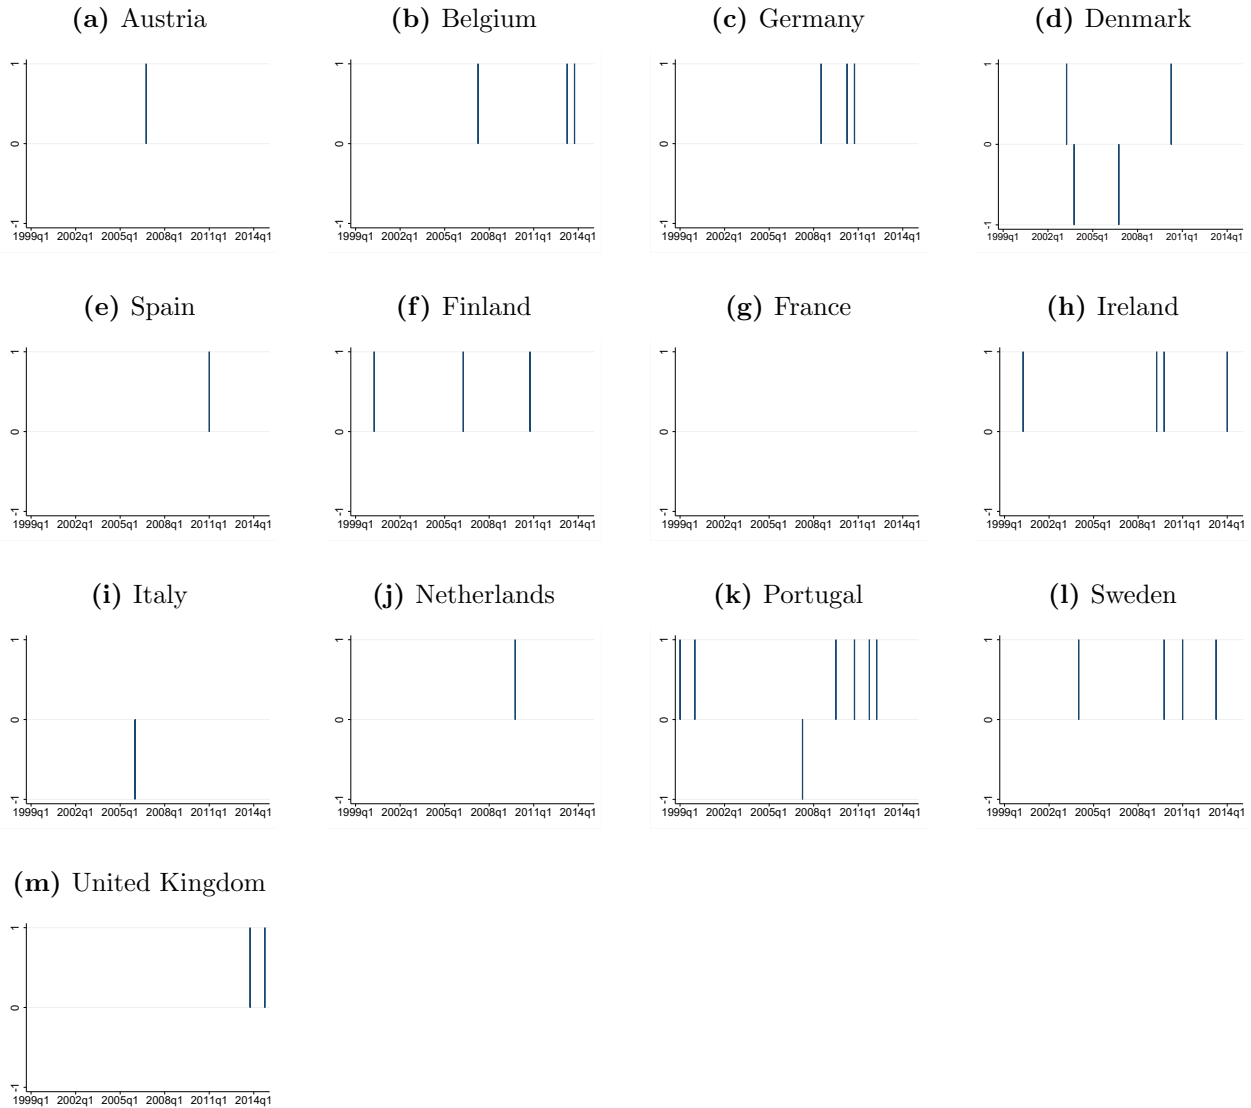 (a) Austria
(b) Belgium
(c) Germany
(d) Denmark
1
0
-1
1999q1 2002q1 2005q1 2008q1 2011q1 2014q1
1
0
-1
1999q1 2002q1 2005q1 2008q1 2011q1 2014q1
1
0
-1
1999q1 2002q1 2005q1 2008q1 2011q1 2014q1
1
0
-1
1999q1 2002q1 2005q1 2008q1 2011q1 2014q1
(e) Spain
(f) Finland
(g) France
(h) Ireland
1
0
-1
1999q1 2002q1 2005q1 2008q1 2011q1 2014q1
1
0
-1
1999q1 2002q1 2005q1 2008q1 2011q1 2014q1
1
0
-1
1999q1 2002q1 2005q1 2008q1 2011q1 2014q1
1
0
-1
1999q1 2002q1 2005q1 2008q1 2011q1 2014q1
(i) Italy
(j) Netherlands
(k) Portugal
(l) Sweden
1
0
-1
1999q1 2002q1 2005q1 2008q1 2011q1 2014q1
1
0
-1
1999q1 2002q1 2005q1 2008q1 2011q1 2014q1
1
0
-1
1999q1 2002q1 2005q1 2008q1 2011q1 2014q1
1
0
-1
1999q1 2002q1 2005q1 2008q1 2011q1 2014q1
(m) United Kingdom
1
0
-1
1999q1 2002q1 2005q1 2008q1 2011q1 2014q1